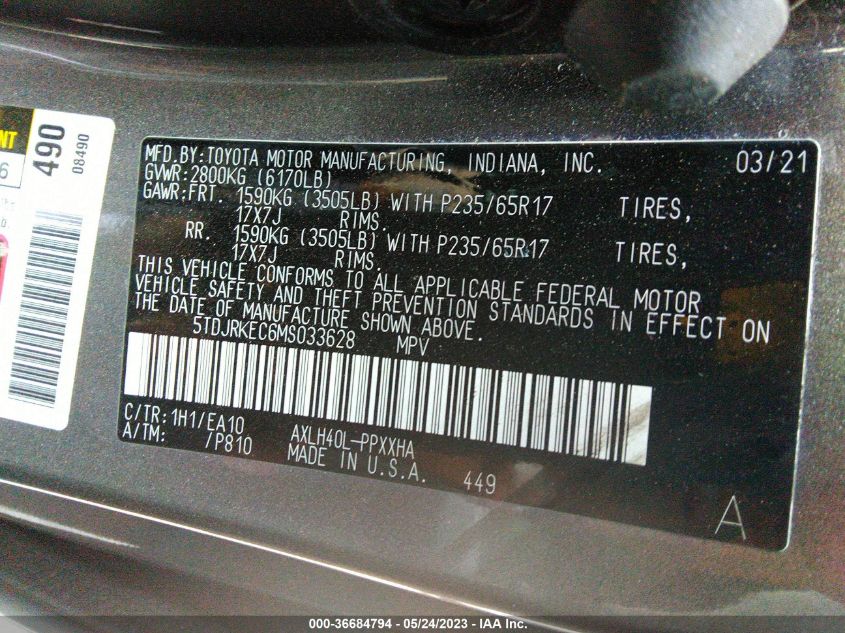 NT
6
490
08490
MFD.BY:TOYOTA MOTOR MANUFACTURING, INDIANA, INC. 03/21
GVWR:2800KG (6170LB)
GAWR:FRT. 1590KG (3505LB) WITH P235/65R17 TIRES,
17X7J RIMS.
RR. 1590KG (3505LB) WITH P235/65R17 TIRES,
17X7J RIMS.
THIS VEHICLE CONFORMS TO ALL APPLICABLE FEDERAL MOTOR
VEHICLE SAFETY AND THEFT PREVENTION STANDARDS IN EFFECT ON
THE DATE OF MANUFACTURE SHOWN ABOVE.
5TDJRKEC6MS033628 MPV
C/TR:1H1/EA10 AXLH40L-PPXXHA
A/TM: /P810 MADE IN U.S.A. 449
A
000-36684794 - 05/24/2023 - IAA Inc.